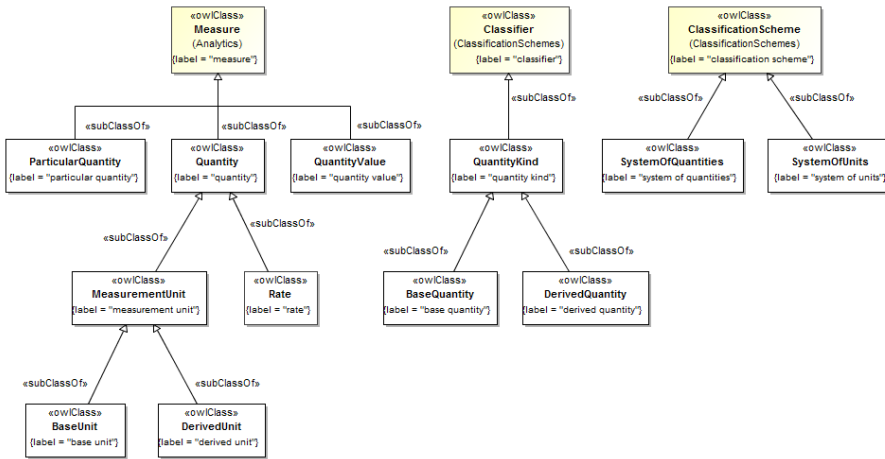 «owlClass»
Measure
(Analytics)
{label = "measure"}
«owlClass»
Classifier
(ClassificationSchemes)
{label = "classifier"}
«owlClass»
ClassificationScheme
(ClassificationSchemes)
{label = "classification scheme"}
«subClassOf»
«subClassOf»
«subClassOf»
«subClassOf»
«subClassOf»
«subClassOf»
«owlClass»
ParticularQuantity
{label = "particular quantity"}
«owlClass»
Quantity
{label = "quantity"}
«owlClass»
QuantityValue
{label = "quantity value"}
«owlClass»
QuantityKind
{label = "quantity kind"}
«owlClass»
SystemOfQuantities
{label = "system of quantities"}
«owlClass»
SystemOfUnits
{label = "system of units"}
«subClassOf»
«subClassOf»
«subClassOf»
«subClassOf»
«owlClass»
MeasurementUnit
{label = "measurement unit"}
«owlClass»
Rate
{label = "rate"}
«owlClass»
BaseQuantity
{label = "base quantity"}
«owlClass»
DerivedQuantity
{label = "derived quantity"}
«subClassOf»
«subClassOf»
«owlClass»
BaseUnit
{label = "base unit"}
«owlClass»
DerivedUnit
{label = "derived unit"}